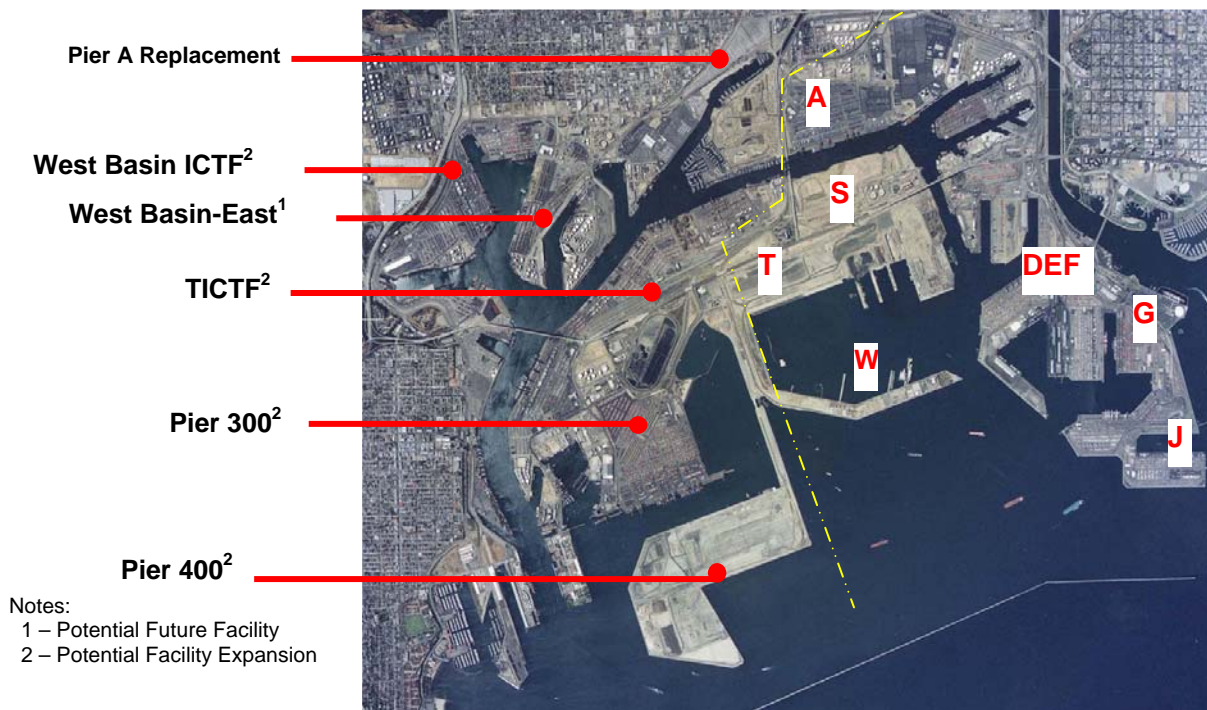 Pier A Replacement
A
West Basin ICTF²
West Basin-East¹
S
TICTF²
T
DEF
G
W
Pier 300²
J
Pier 400²
Notes:
1 – Potential Future Facility
2 – Potential Facility Expansion